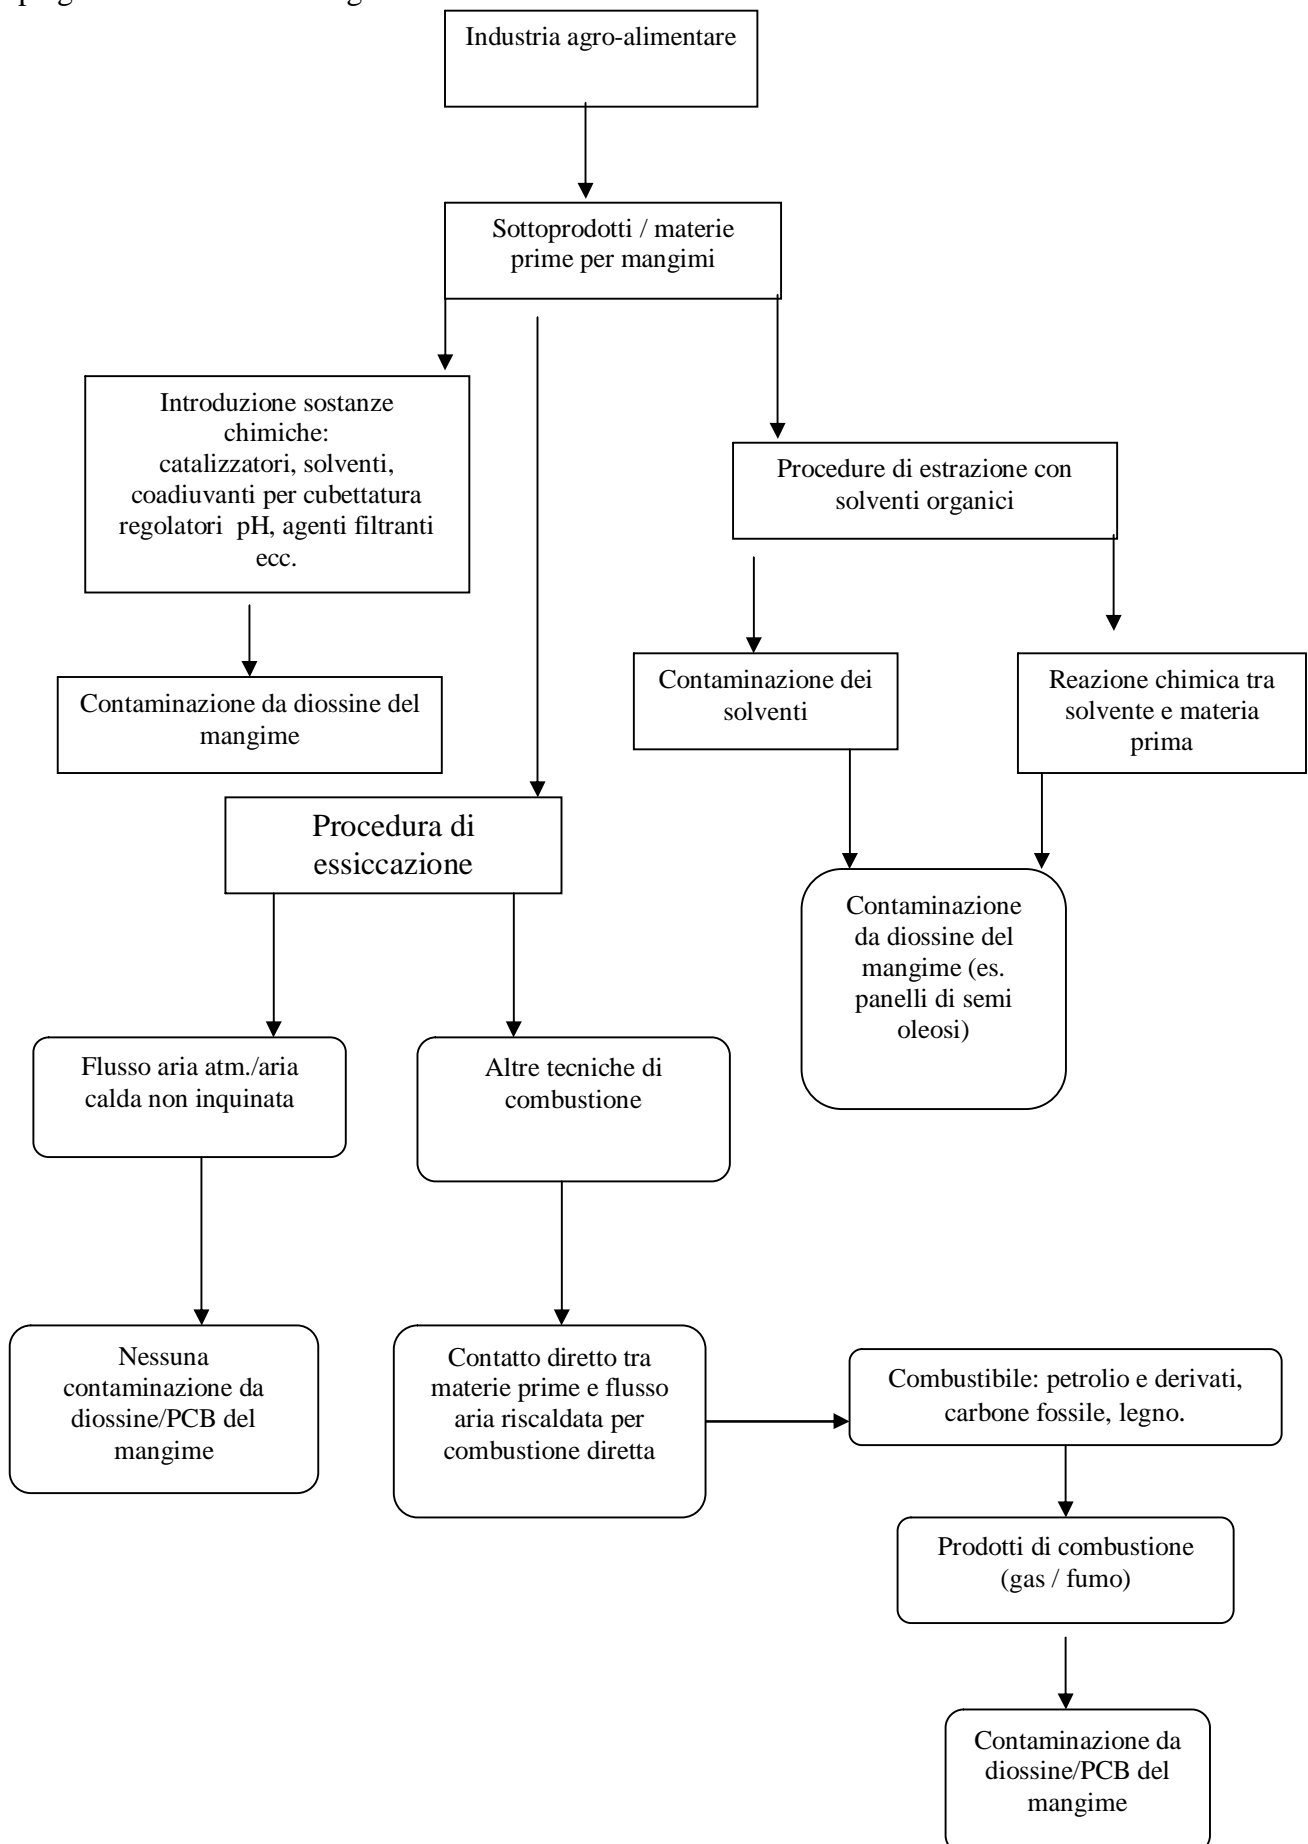 Industria agro-alimentare
Sottoprodotti / materie
prime per mangimi
Introduzione sostanze
chimiche:
catalizzatori, solventi,
coadiuvanti per cubettatura
regolatori  pH, agenti filtranti
ecc.
Procedure di estrazione con
solventi organici
Contaminazione da diossine del
mangime
Contaminazione dei
solventi
Reazione chimica tra
solvente e materia
prima
Procedura di
essiccazione
Contaminazione
da diossine del
mangime (es.
panelli di semi
oleosi)
Flusso aria atm./aria
calda non inquinata
Altre tecniche di
combustione
Nessuna
contaminazione da
diossine/PCB del
mangime
Contatto diretto tra
materie prime e flusso
aria riscaldata per
combustione diretta
Combustibile: petrolio e derivati,
carbone fossile, legno.
Prodotti di combustione
(gas / fumo)
Contaminazione da
diossine/PCB del
mangime